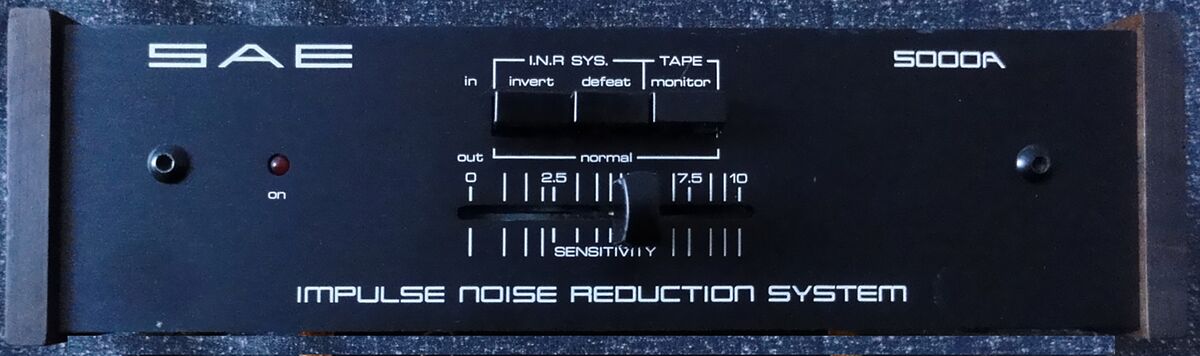 SAE
5000A
I.N.R SYS. TAPE
in invert defeat monitor
out normal
0 2.5 7.5 10
on
SENSITIVITY
IMPULSE NOISE REDUCTION SYSTEM